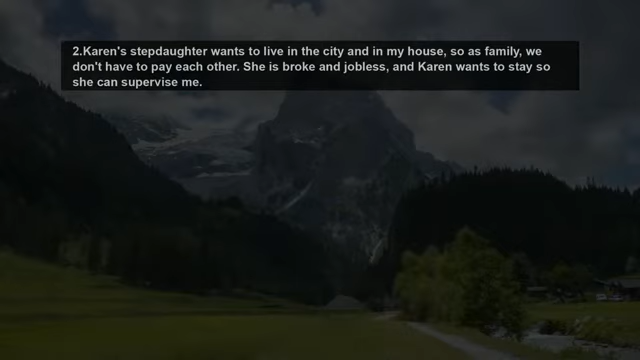 2.Karen's stepdaughter wants to live in the city and in my house, so as family, we
don't have to pay each other. She is broke and jobless, and Karen wants to stay so
she can supervise me.